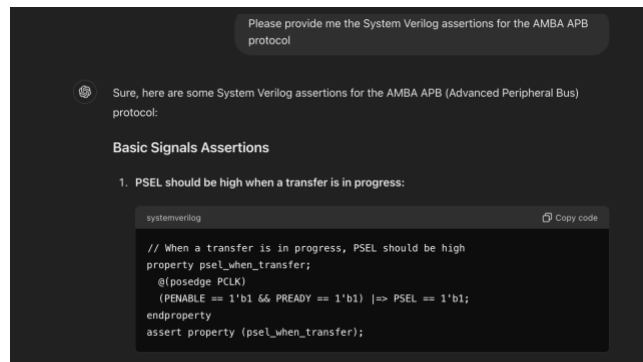 Please provide me the System Verilog assertions for the AMBA APB
protocol
Sure, here are some System Verilog assertions for the AMBA APB (Advanced Peripheral Bus)
protocol:
Basic Signals Assertions
1. PSEL should be high when a transfer is in progress:
systemverilog
Copy code
// When a transfer is in progress, PSEL should be high
property psel_when_transfer;
@(posedge PCLK)
(PENABLE == 1'b1 && PREADY == 1'b1) |=> PSEL == 1'b1;
endproperty
assert property (psel_when_transfer);